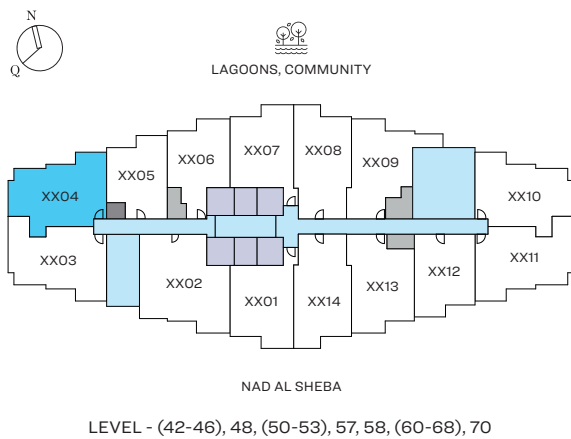 N
Q
LAGOONS, COMMUNITY
XX07 XX08
XX06 XX09
XX05
XX04 XX10
XX03 XX11
XX02 XX12
XX01 XX14 XX13
NAD AL SHEBA
LEVEL - (42-46), 48, (50-53), 57, 58, (60-68), 70